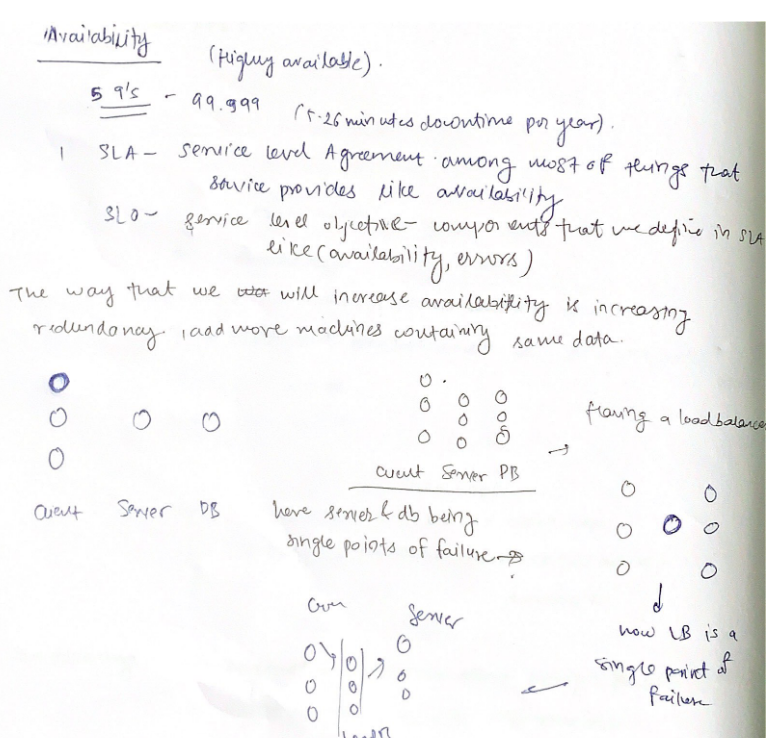 Availability
(Highly available).
5 9's - 99.999 (5.26 minutes downtime per year).
1 SLA - Service level Agreement. among most of things that
service provides like availability
SLO - service level objective - components that we define in SLA
like (availability, errors)
The way that we will increase availability is increasing
redundancy, add more machines containing same data.
client Server DB
client Server DB
here server & db being
single points of failure
Having a load balancer
now LB is a
single point of
failure
Server